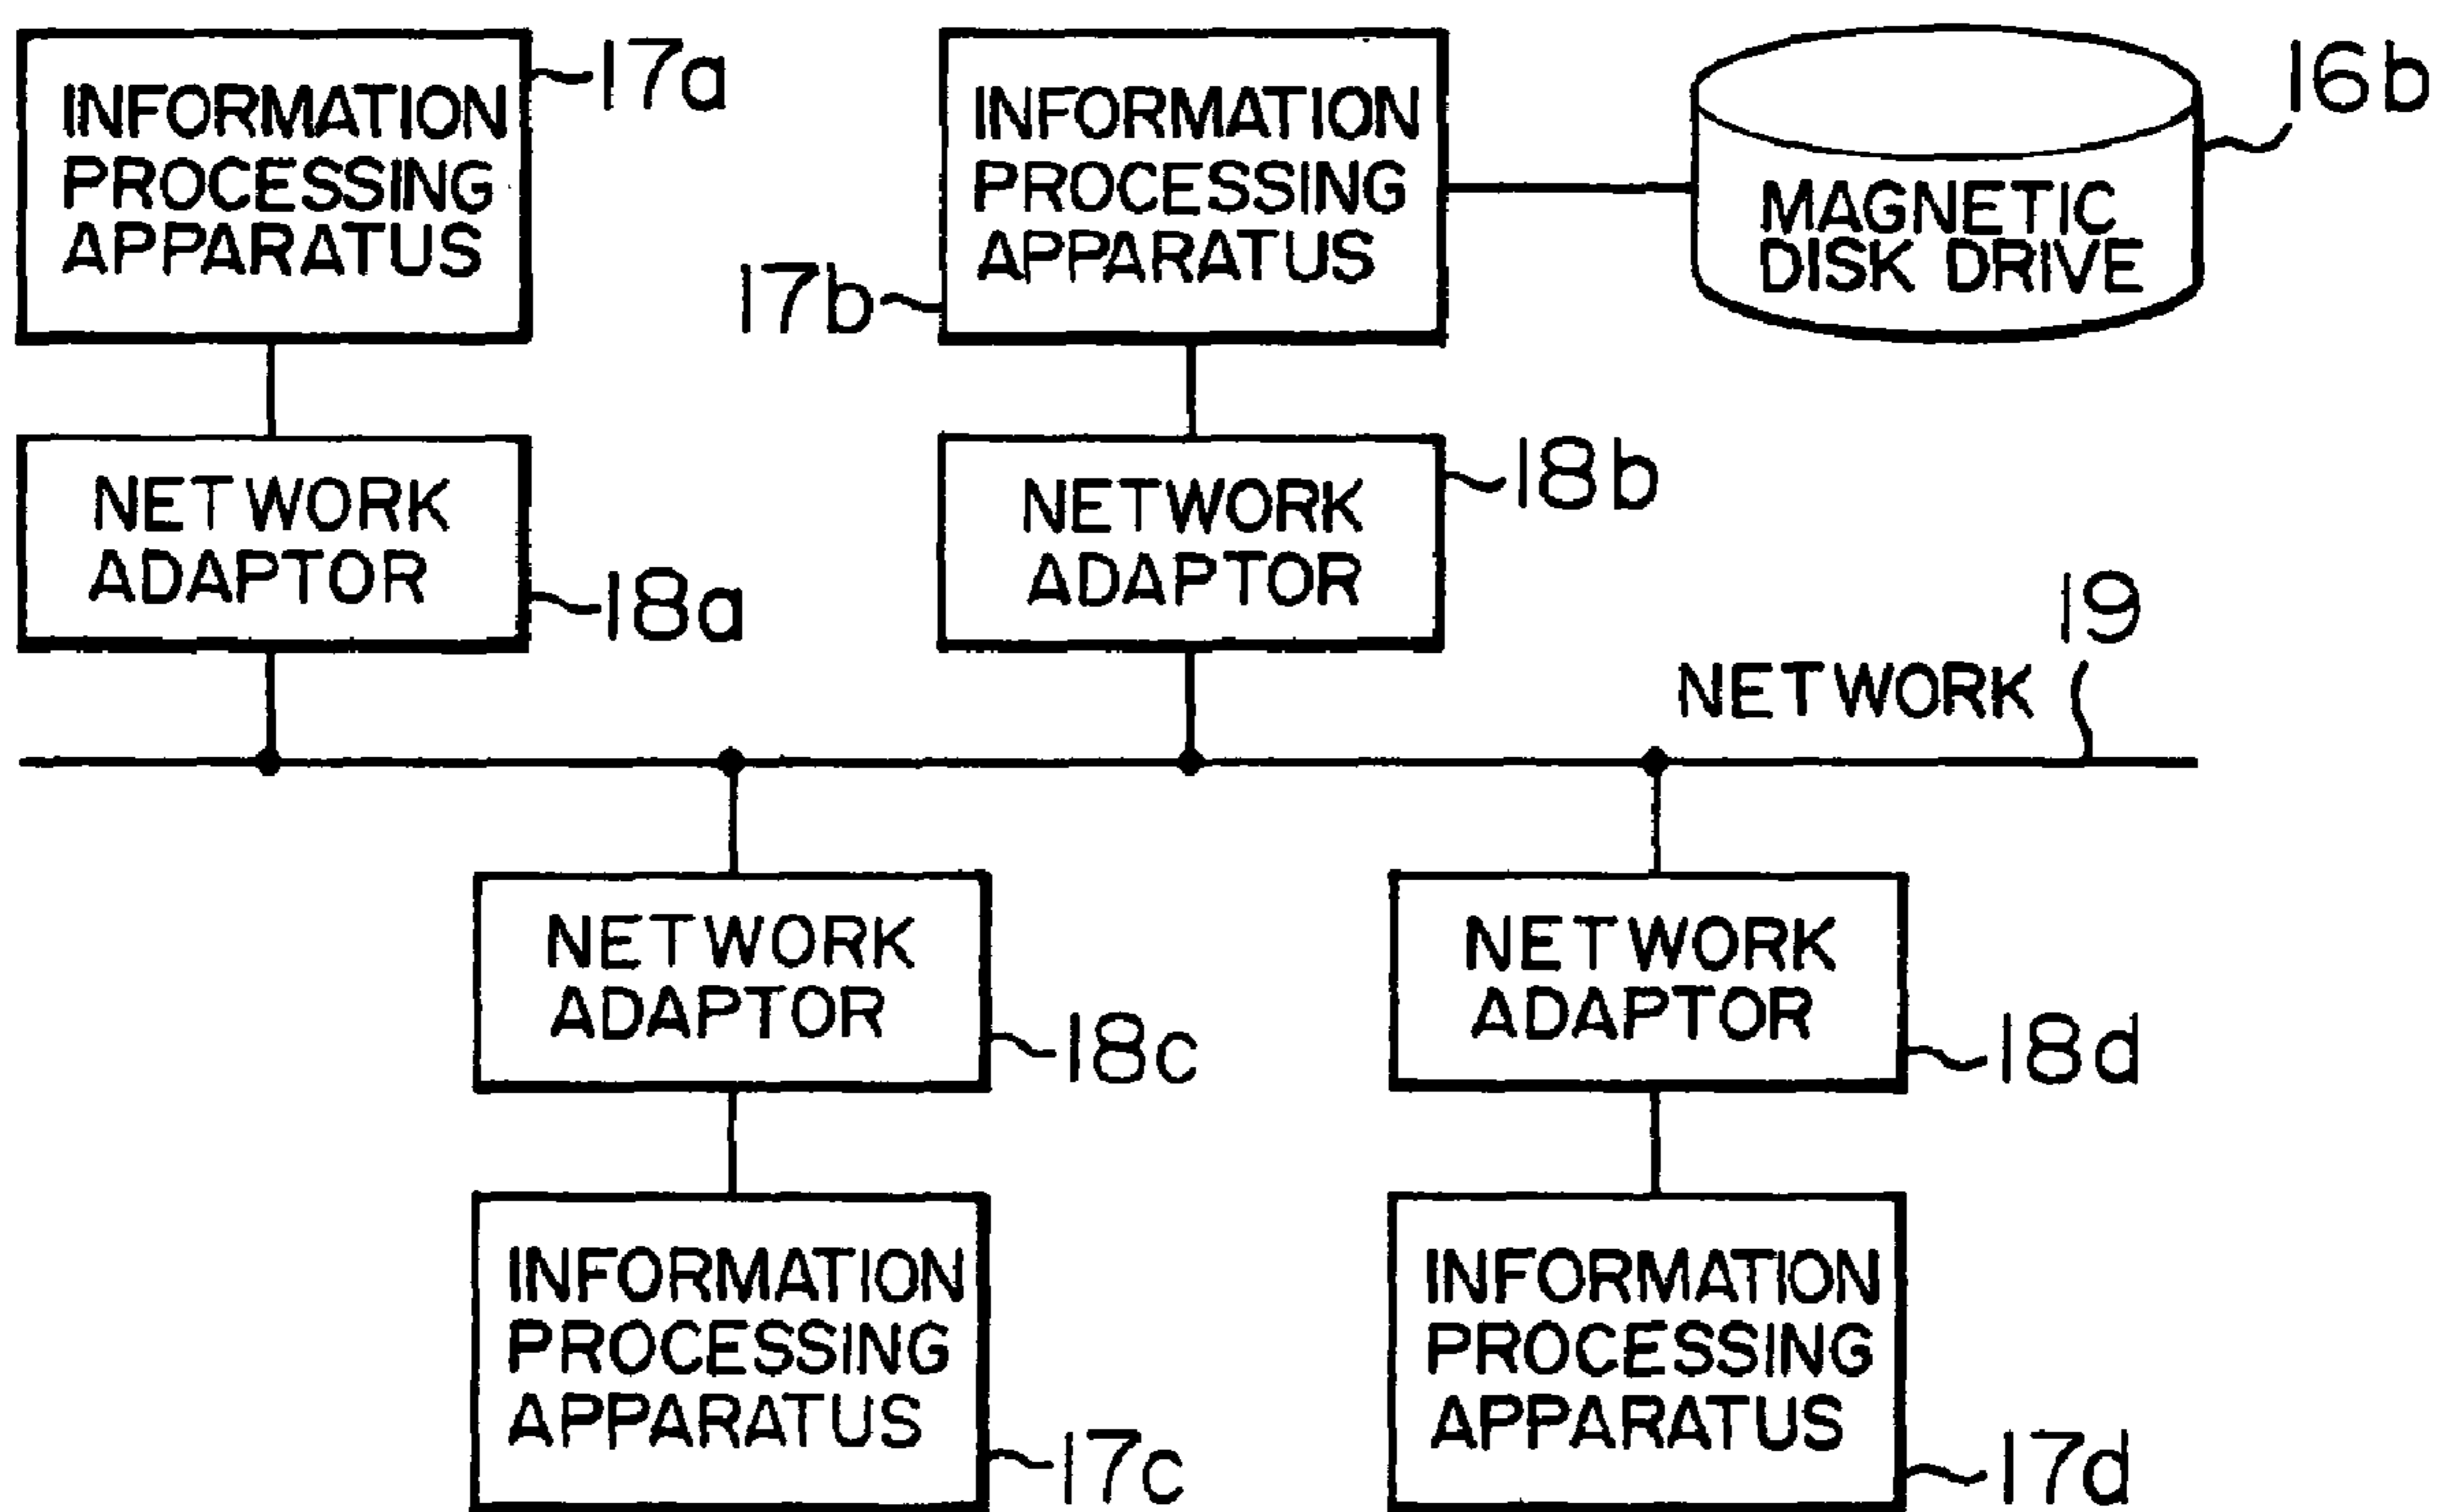 INFORMATION
PROCESSING
APPARATUS
17a
INFORMATION
PROCESSING
APPARATUS
17b
MAGNETIC
DISK DRIVE
16b
NETWORK
ADAPTOR
18a
NETWORK
ADAPTOR
18b
NETWORK
19
NETWORK
ADAPTOR
18c
NETWORK
ADAPTOR
18d
INFORMATION
PROCESSING
APPARATUS
17c
INFORMATION
PROCESSING
APPARATUS
17d